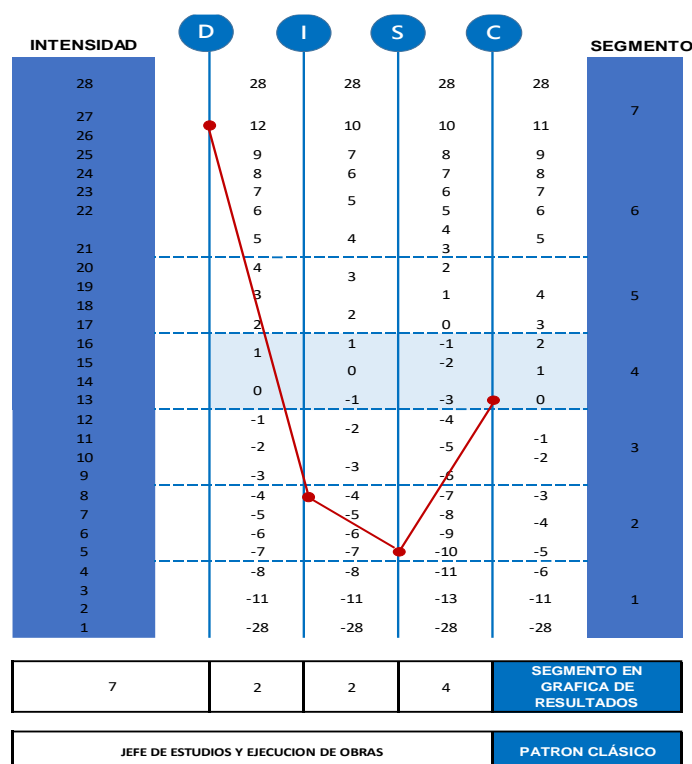 D I S C
INTENSIDAD SEGMENTO
28 28 28 28 28
7
27
12 10 10 11
26
25 9 7 8 9
24 8 6 7 8
23 7 6 7
5
22 6 5 6 6
4
21 5 4 3 5
20 4 2
3
19 3 1 4 5
18
2
17 2 0 3
16 1 -1 2
1
15 0 -2 1 4
14
0
13 -1 -3 0
12 -1 -4
-2
11 -2 -5 -1 3
10 -3 -2
9 -3 -6
8 -4 -4 -7 -3
7 -5 -5 -8
-4 2
6 -6 -6 -9
5 -7 -7 -10 -5
4 -8 -8 -11 -6
3
-11 -11 -13 -11 1
2
1 -28 -28 -28 -28
7 2 2 4 SEGMENTO EN
GRAFICA DE
RESULTADOS
JEFE DE ESTUDIOS Y EJECUCION DE OBRAS PATRON CLÁSICO